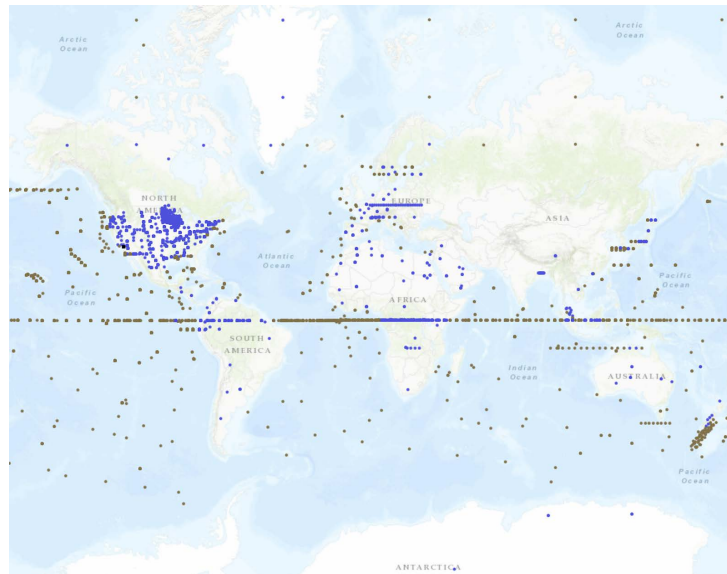 Arctic
Ocean
Arctic
Ocean
NORTH
AMERICA
EUROPE
ASIA
Atlantic
Ocean
Pacific
Ocean
Pacific
Ocean
AFRICA
SOUTH
AMERICA
Indian
Ocean
AUSTRALIA
Pacific
Ocean
ANTARCTICA